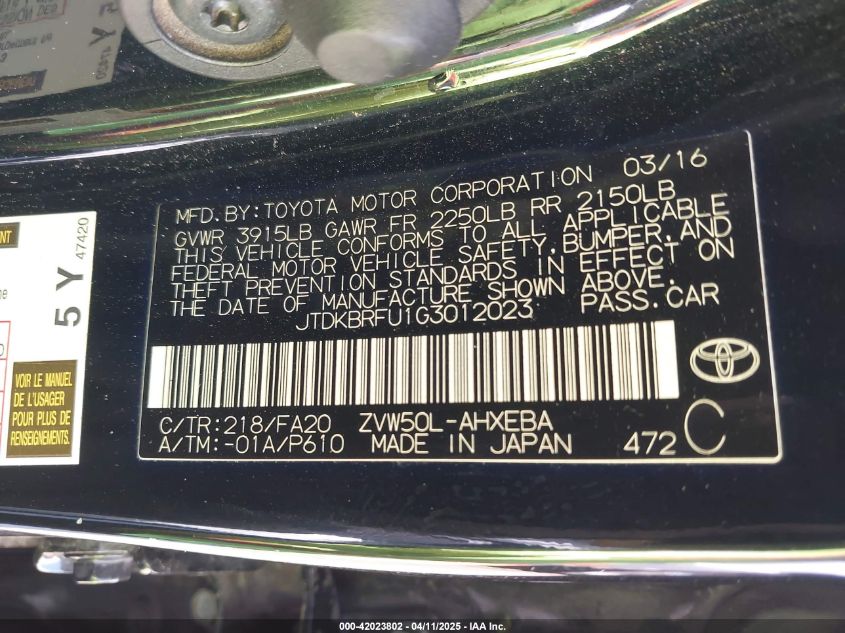 MFD.BY:TOYOTA MOTOR CORPORATION 03/16
GVWR 3915LB GAWR FR 2250LB RR 2150LB
THIS VEHICLE CONFORMS TO ALL APPLICABLE
FEDERAL MOTOR VEHICLE SAFETY, BUMPER, AND
THEFT PREVENTION STANDARDS IN EFFECT ON
THE DATE OF MANUFACTURE SHOWN ABOVE.
JTDKBRFU1G3012023 PASS.CAR
C/TR:218/FA20 ZVW50L-AHXEBA
A/TM:-01A/P610 MADE IN JAPAN 472 C
5 Y 47420
VOIR LE MANUEL
DE L'USAGER
POUR PLUS DE
RENSEIGNEMENTS.
000-42023802 - 04/11/2025 - IAA Inc.